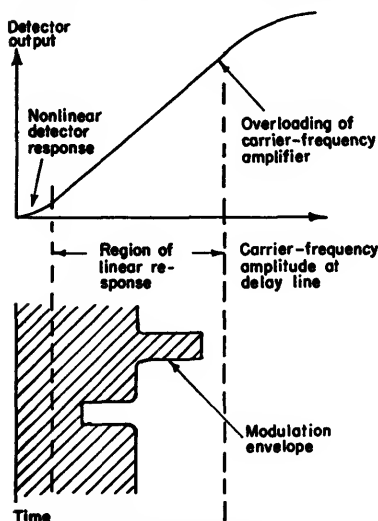 Detector
output
Nonlinear
detector
response
Overloading of
carrier-frequency
amplifier
Region of
linear re-
sponse
Carrier-frequency
amplitude at
delay line
Modulation
envelope
Time